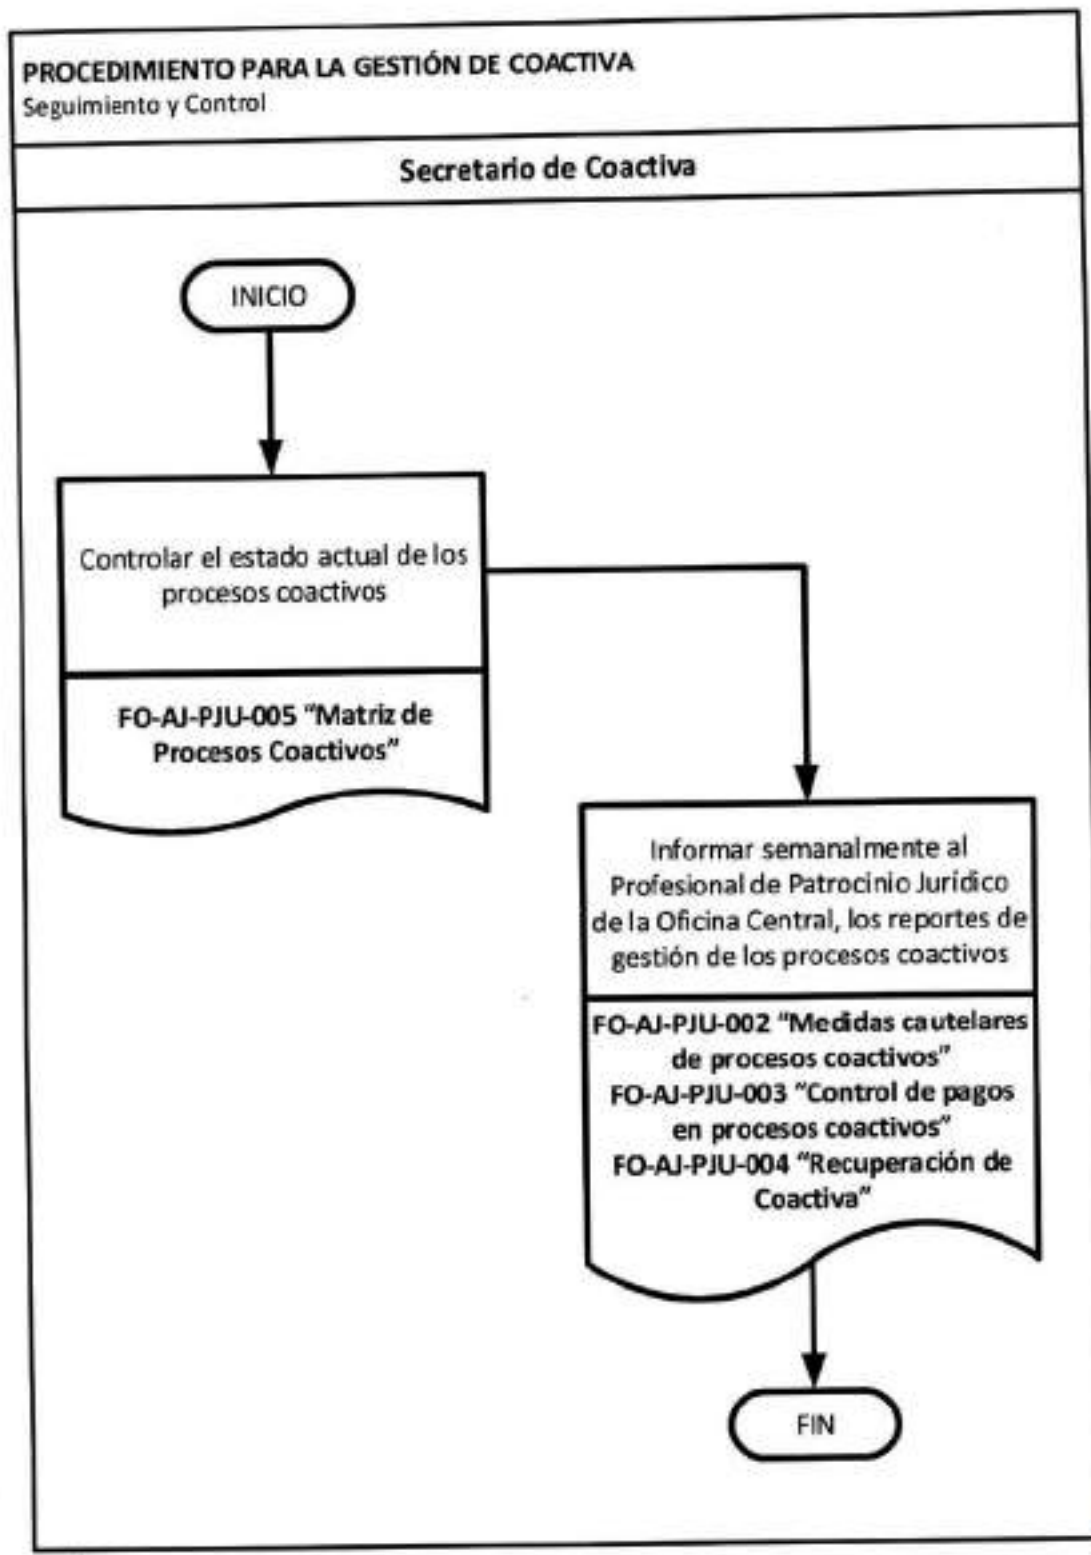 PROCEDIMIENTO PARA LA GESTIÓN DE COACTIVA
Seguimiento y Control
Secretario de Coactiva
INICIO
Controlar el estado actual de los
procesos coactivos
FO-AJ-PJU-005 “Matriz de
Procesos Coactivos”
Informar semanalmente al
Profesional de Patrocinio Jurídico
de la Oficina Central, los reportes de
gestión de los procesos coactivos
FO-AJ-PJU-002 “Medidas cautelares
de procesos coactivos”
FO-AJ-PJU-003 “Control de pagos
en procesos coactivos”
FO-AJ-PJU-004 “Recuperación de
Coactiva”
FIN